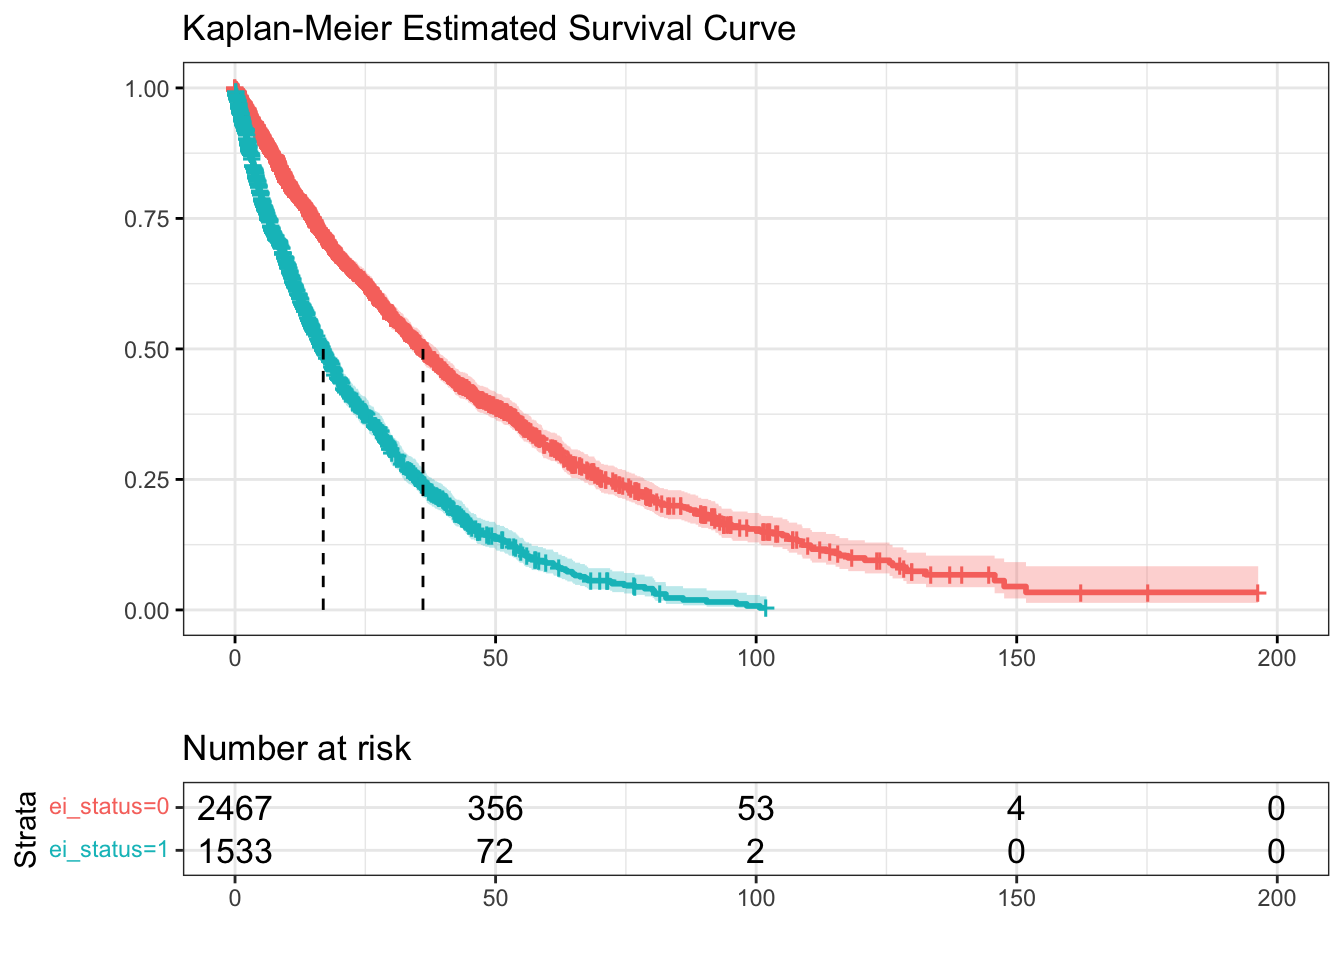 Kaplan-Meier Estimated Survival Curve
1.00
0.75
0.50
0.25
0.00
0 50 100 150 200
Number at risk
Strata
ei_status=0 2467 356 53 4 0
ei_status=1 1533 72 2 0 0
0 50 100 150 200